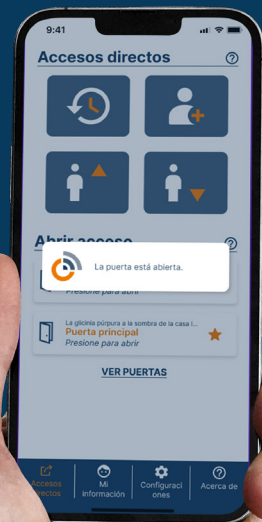 9:41
Accesos directos
Abrir acceso
La puerta está abierta.
Presione para abrir
La glicinia púrpura a la sombra de la casa l...
Puerta principal
Presione para abrir
VER PUERTAS
Accesos
directos
Mi
información
Configuraci
ones
Acerca de